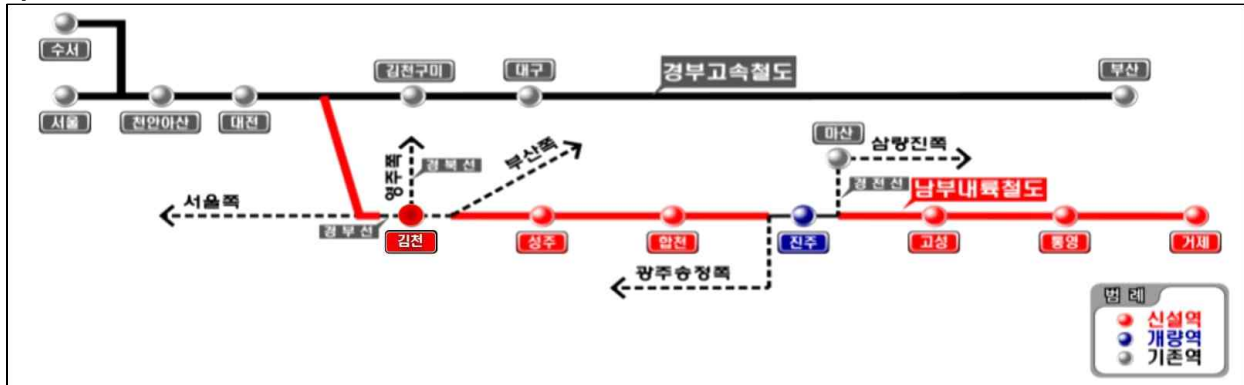 수서
서울
천안아산
대전
김천구미
대구
경부고속철도
부산
서울쪽
영주쪽
경북선
부산쪽
경부선
김천
성주
합천
광주송정쪽
진주
마산
삼량진쪽
경전선
남부내륙철도
고성
통영
거제
범례
신설역
개량역
기존역